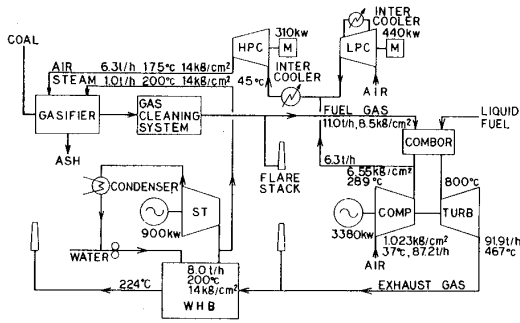 INTER
COOLER
310kw
HPC
M
440kw
LPC
M
COAL
AIR 6.3t/h 175℃ 14kg/cm²
STEAM 1.0t/h 200℃ 14kg/cm²
45℃
INTER
COOLER
AIR
GASIFIER
GAS
CLEANING
SYSTEM
FUEL GAS
11.0t/h, 8.5kg/cm²
LIQUID
FUEL
COMBOR
ASH
6.3t/h
6.55kg/cm²
289℃
800℃
FLARE
STACK
CONDENSER
ST
900kw
COMP
TURB
3380kw
1.023kg/cm²
37℃, 87.2t/h
AIR
91.9t/h
467℃
WATER
8.0t/h
200℃
14kg/cm²
WHB
224℃
EXHAUST GAS